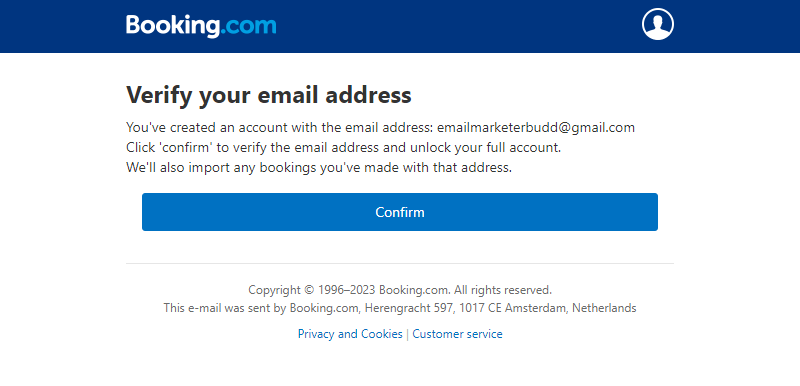 Booking.com
Verify your email address
You've created an account with the email address: emailmarketerbudd@gmail.com
Click 'confirm' to verify the email address and unlock your full account.
We'll also import any bookings you've made with that address.
Confirm
Copyright © 1996–2023 Booking.com. All rights reserved.
This e-mail was sent by Booking.com, Herengracht 597, 1017 CE Amsterdam, Netherlands
Privacy and Cookies | Customer service